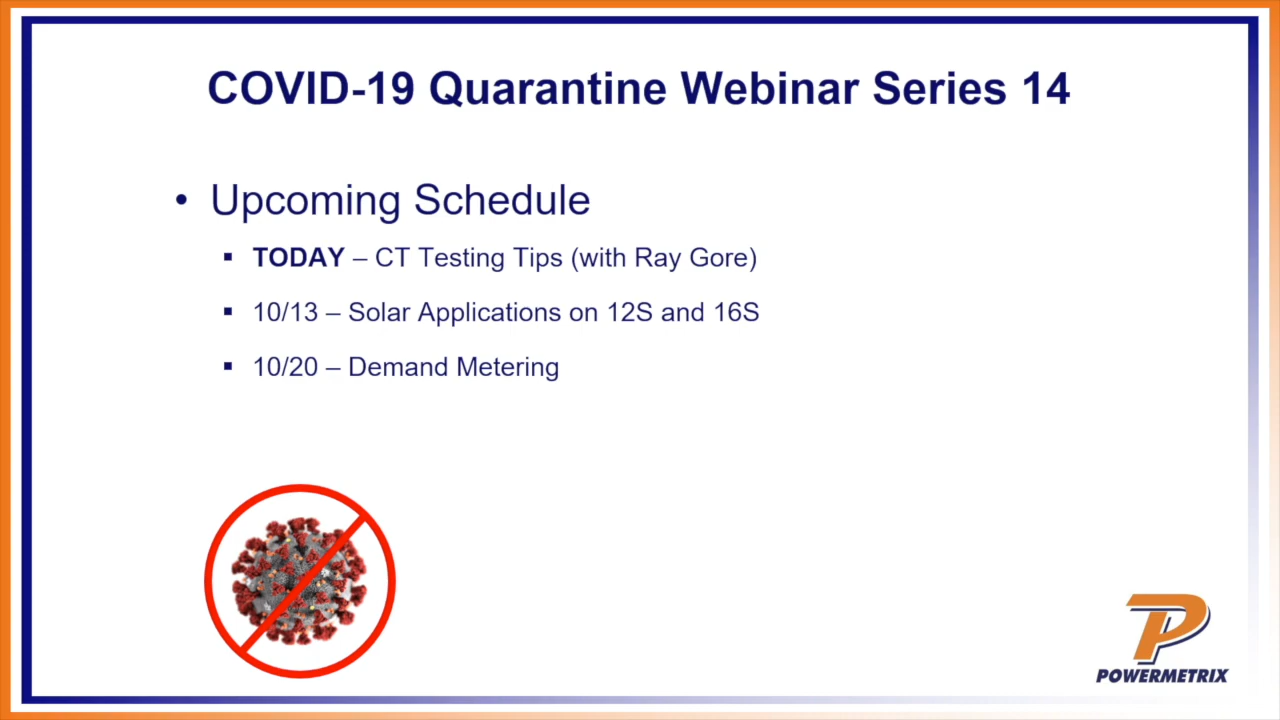 COVID-19 Quarantine Webinar Series 14
• Upcoming Schedule
▪ TODAY – CT Testing Tips (with Ray Gore)
▪ 10/13 – Solar Applications on 12S and 16S
▪ 10/20 – Demand Metering
POWERMETRIX